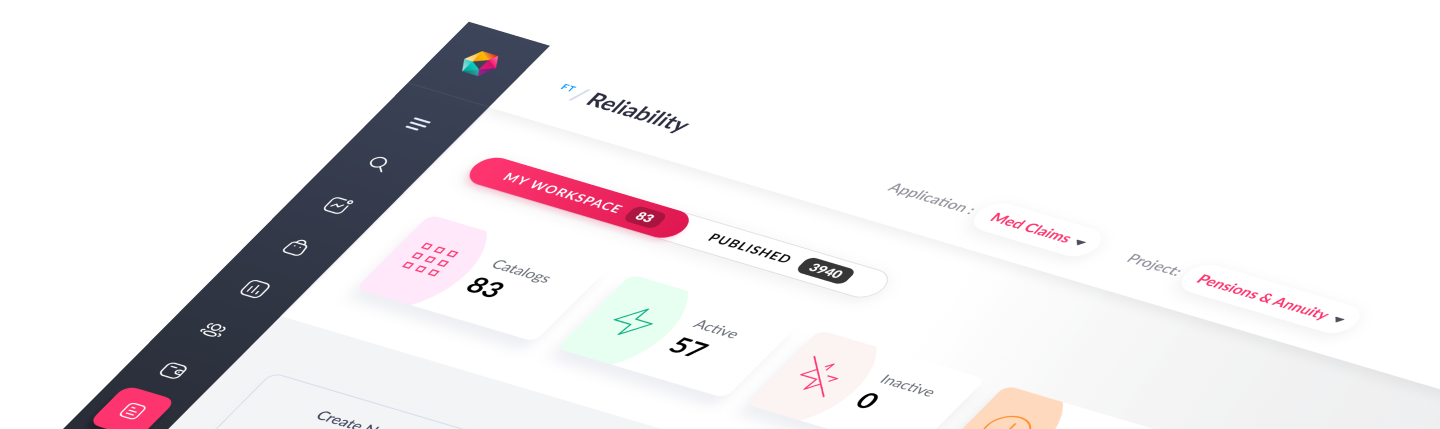 FT / Reliability
Application :
Med Claims
Project:
Pensions & Annuity
MY WORKSPACE 83
PUBLISHED 3940
Catalogs
83
Active
57
Inactive
0
Create